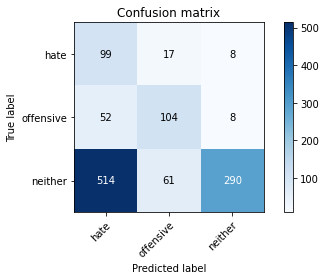 Confusion matrix
hate 99 17 8
offensive 52 104 8
neither 514 61 290
hate offensive neither
True label
Predicted label
500
400
300
200
100